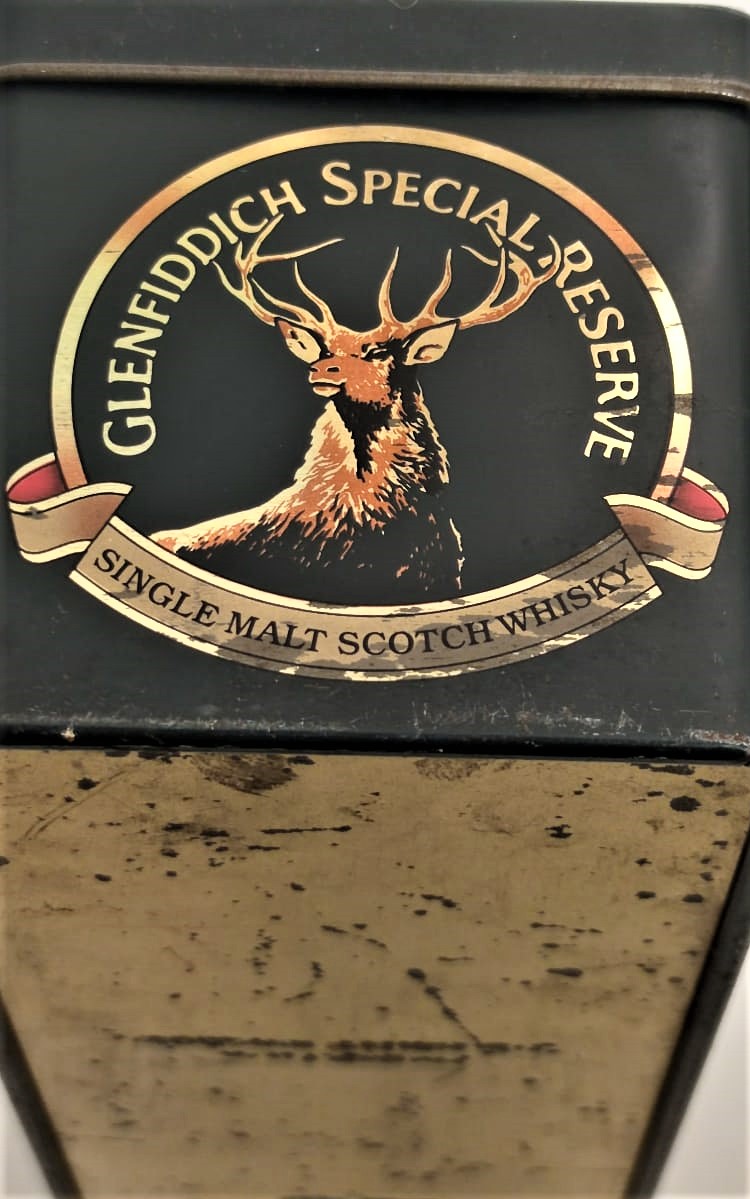 GLENFIDDICH SPECIAL RESERVE
SINGLE MALT SCOTCH WHISKY